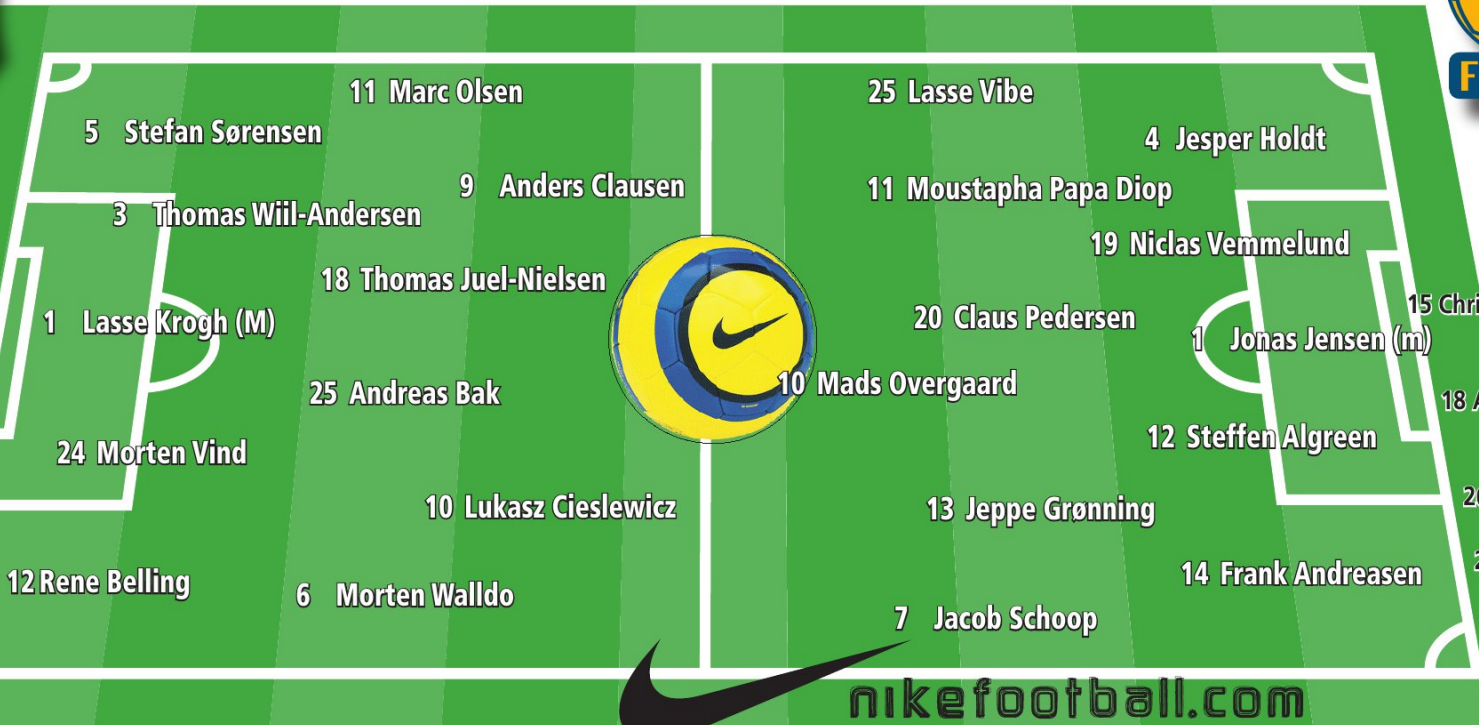 11 Marc Olsen
5 Stefan Sørensen
9 Anders Clausen
3 Thomas Wiil-Andersen
18 Thomas Juel-Nielsen
1 Lasse Krogh (M)
25 Andreas Bak
24 Morten Vind
10 Lukasz Cieslewicz
12 Rene Belling
6 Morten Walldo
25 Lasse Vibe
4 Jesper Holdt
11 Moustapha Papa Diop
19 Niclas Vemmelund
20 Claus Pedersen
1 Jonas Jensen (m)
10 Mads Overgaard
12 Steffen Algreen
13 Jeppe Grønning
14 Frank Andreasen
7 Jacob Schoop
F
15 Chri
18
nikefootball.com